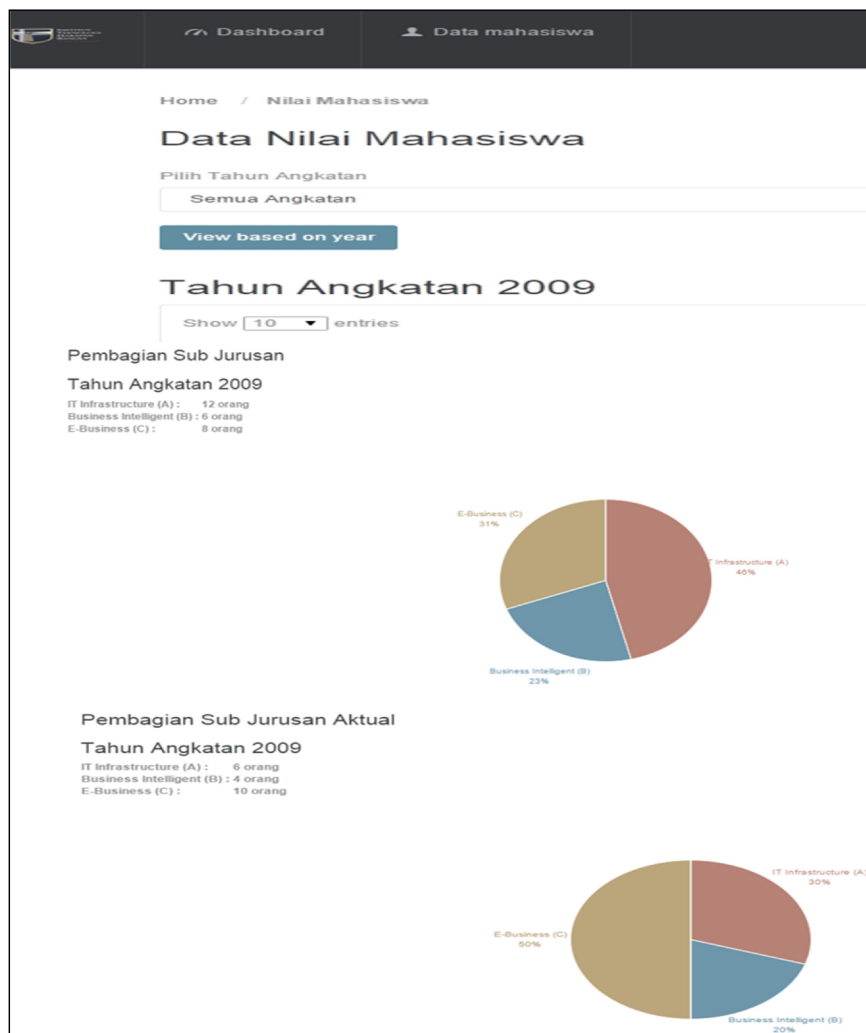 Dashboard
Data mahasiswa
Home / Nilai Mahasiswa
Data Nilai Mahasiswa
Pilih Tahun Angkatan
Semua Angkatan
View based on year
Tahun Angkatan 2009
Show 10 entries
Pembagian Sub Jurusan
Tahun Angkatan 2009
IT Infrastructure (A) : 12 orang
Business Intelligent (B) : 6 orang
E-Business (C) : 8 orang
E-Business (C)
31%
IT Infrastructure (A)
46%
Business Intelligent (B)
23%
Pembagian Sub Jurusan Aktual
Tahun Angkatan 2009
IT Infrastructure (A) : 6 orang
Business Intelligent (B) : 4 orang
E-Business (C) : 10 orang
IT Infrastructure (A)
30%
E-Business (C)
50%
Business Intelligent (B)
20%